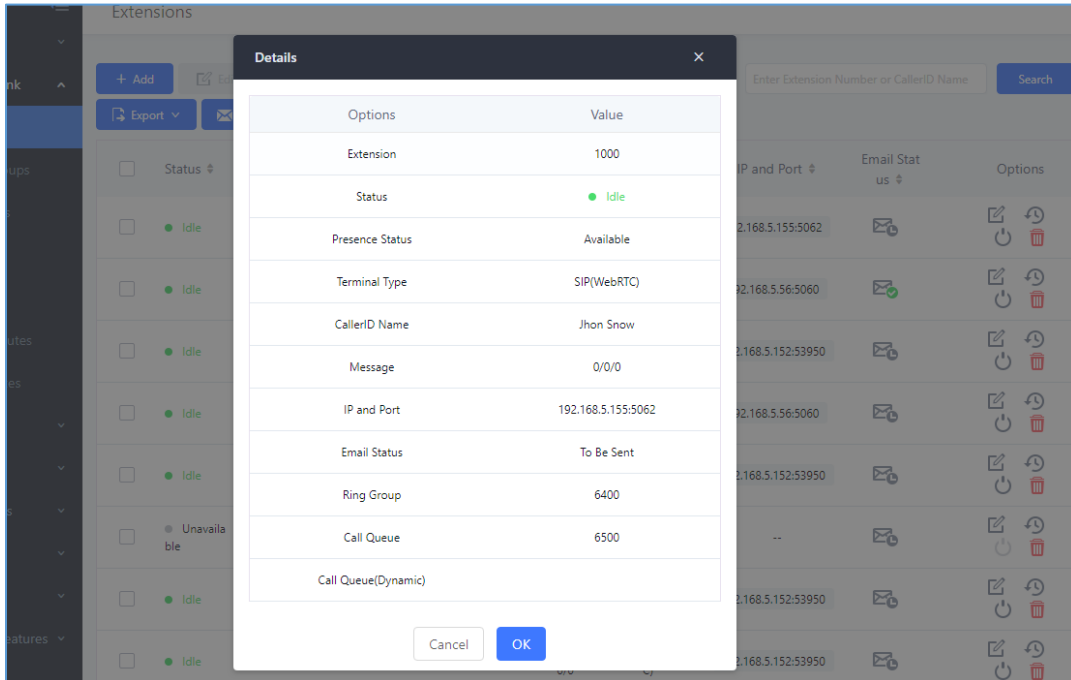 Extensions
Details
nk
+ Add
Enter Extension Number or CallerID Name
Search
Export
Options Value
Extension 1000
Status Idle
Presence Status Available
Terminal Type SIP(WebRTC)
CallerID Name Jhon Snow
Message 0/0/0
IP and Port 192.168.5.155:5062
Email Status To Be Sent
Ring Group 6400
Call Queue 6500
Call Queue(Dynamic)
Cancel OK
Status IP and Port Email Stat
us Options
ups
s
utes
es
s
eatures
Idle 2.168.5.155:5062
Idle 92.168.5.56:5060
Idle 2.168.5.152:53950
Idle 92.168.5.56:5060
Idle 2.168.5.152:53950
Unavaila
ble --
Idle 2.168.5.152:53950
Idle 2.168.5.152:53950